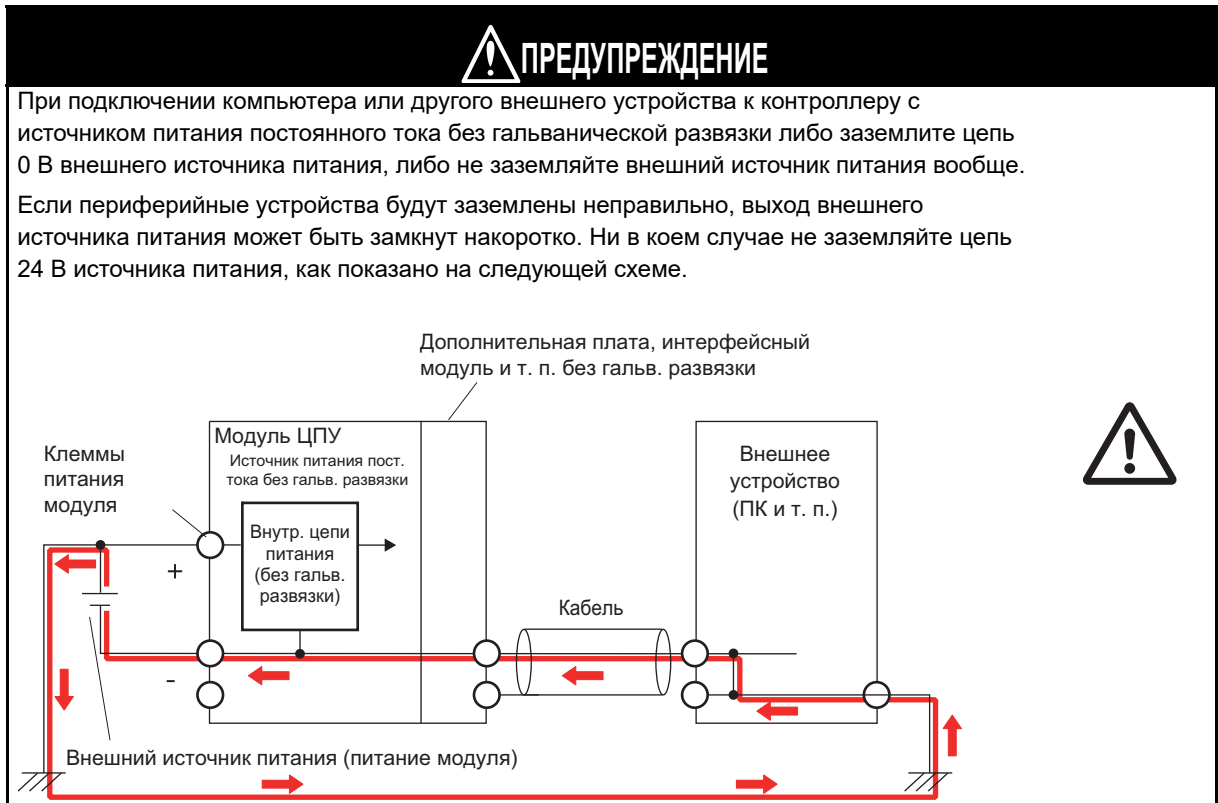 ПРЕДУПРЕЖДЕНИЕ
При подключении компьютера или другого внешнего устройства к контроллеру с
источником питания постоянного тока без гальванической развязки либо заземлите цепь
0 В внешнего источника питания, либо не заземляйте внешний источник питания вообще.
Если периферийные устройства будут заземлены неправильно, выход внешнего
источника питания может быть замкнут накоротко. Ни в коем случае не заземляйте цепь
24 В источника питания, как показано на следующей схеме.
Дополнительная плата, интерфейсный
модуль и т. п. без гальв. развязки
Клеммы
питания
модуля
Модуль ЦПУ
Источник питания пост.
тока без гальв. развязки
Внутр. цепи
питания
(без гальв.
развязки)
+
-
Кабель
Внешнее
устройство
(ПК и т. п.)
Внешний источник питания (питание модуля)